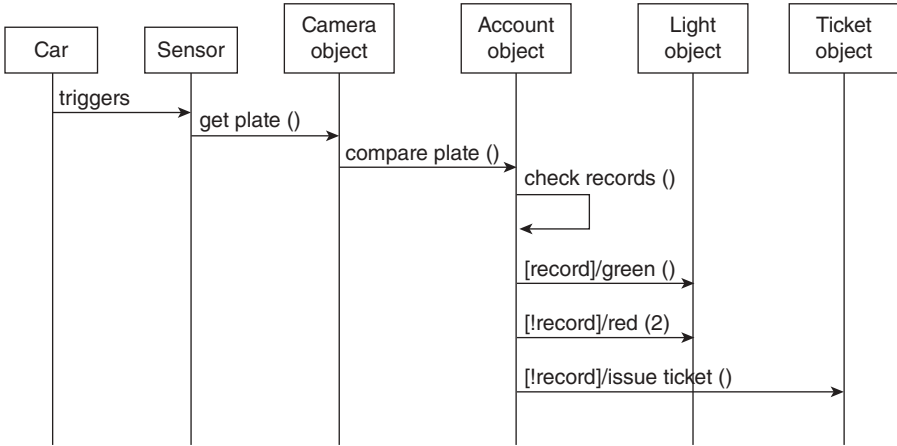 Car
Sensor
Camera
object
Account
object
Light
object
Ticket
object
triggers
get plate ()
compare plate ()
check records ()
[record]/green ()
[!record]/red (2)
[!record]/issue ticket ()